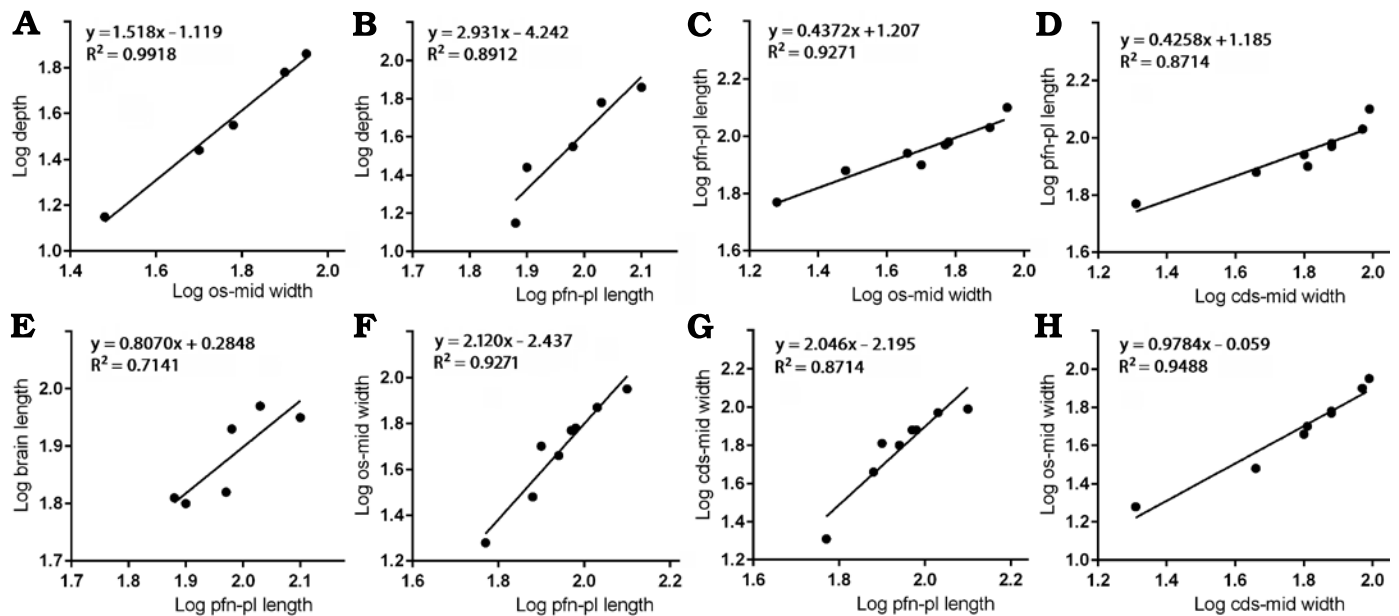 A
y = 1.518x – 1.119
R² = 0.9918
Log depth
1.8
1.6
1.4
1.2
1.0
1.4
1.6
1.8
2.0
Log os-mid width
B
y = 2.931x – 4.242
R² = 0.8912
Log depth
2.0
1.8
1.6
1.4
1.2
1.0
1.7
1.8
1.9
2.0
2.1
Log pfn-pl length
C
y = 0.4372x + 1.207
R² = 0.9271
Log pfn-pl length
2.2
2.0
1.8
1.6
1.2
1.4
1.6
1.8
2.0
Log os-mid width
D
y = 0.4258x + 1.185
R² = 0.8714
Log pfn-pl length
2.2
2.0
1.8
1.6
1.2
1.4
1.6
1.8
2.0
Log cds-mid width
E
y = 0.8070x + 0.2848
R² = 0.7141
Log brain length
2.0
1.9
1.8
1.7
1.7
1.8
1.9
2.0
2.1
Log pfn-pl length
F
y = 2.120x – 2.437
R² = 0.9271
Log os-mid width
2.0
1.8
1.6
1.4
1.2
1.6
1.8
2.0
2.2
Log pfn-pl length
G
y = 2.046x – 2.195
R² = 0.8714
Log cds-mid width
2.2
2.0
1.8
1.6
1.4
1.2
1.6
1.8
2.0
2.2
Log pfn-pl length
H
y = 0.9784x – 0.059
R² = 0.9488
Log os-mid width
2.0
1.8
1.6
1.4
1.2
1.0
1.2
1.4
1.6
1.8
2.0
Log cds-mid width